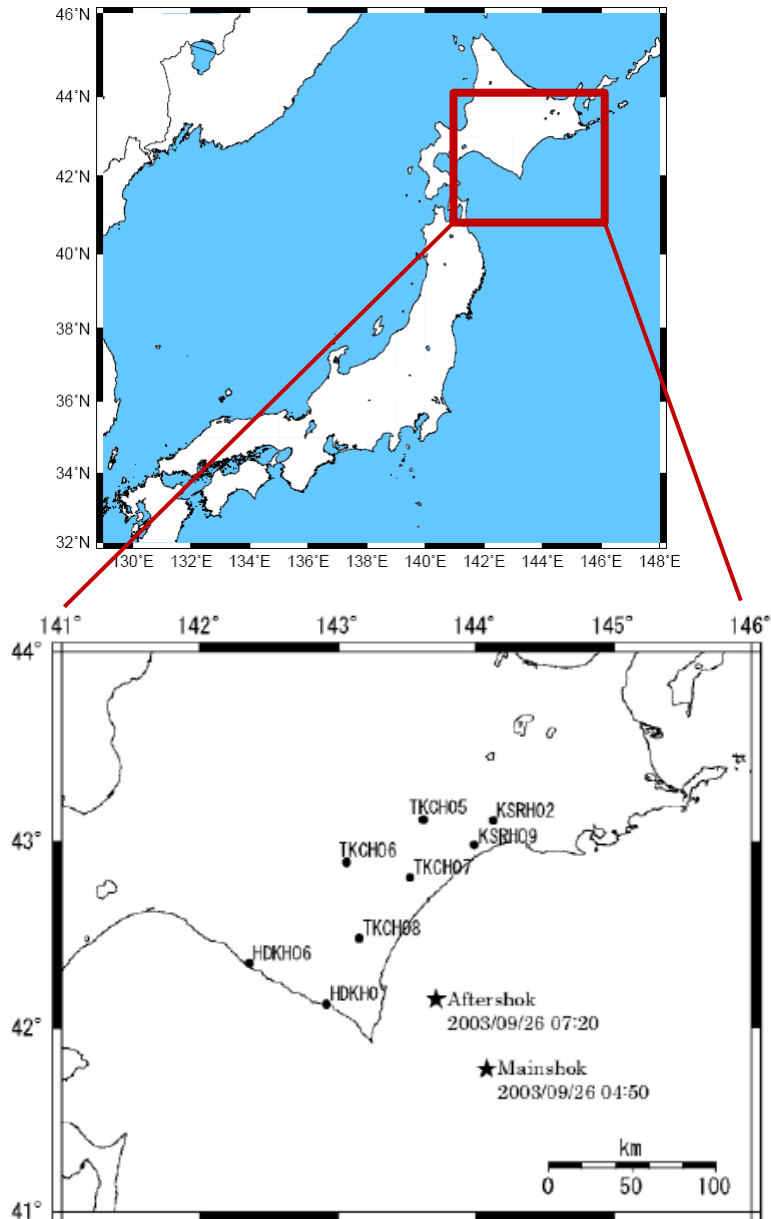 46°N
44°N
42°N
40°N
38°N
36°N
34°N
32°N
130°E 132°E 134°E 136°E 138°E 140°E 142°E 144°E 146°E 148°E
141° 142° 143° 144° 145° 146°
44°
TKCH05 KSRH02
43°
KSRH09
TKCH06
TKCH07
TKCH08
HDKH06
HDKH0
42°
Aftershok
2003/09/26 07:20
Mainshok
2003/09/26 04:50
km
0 50 100
41°